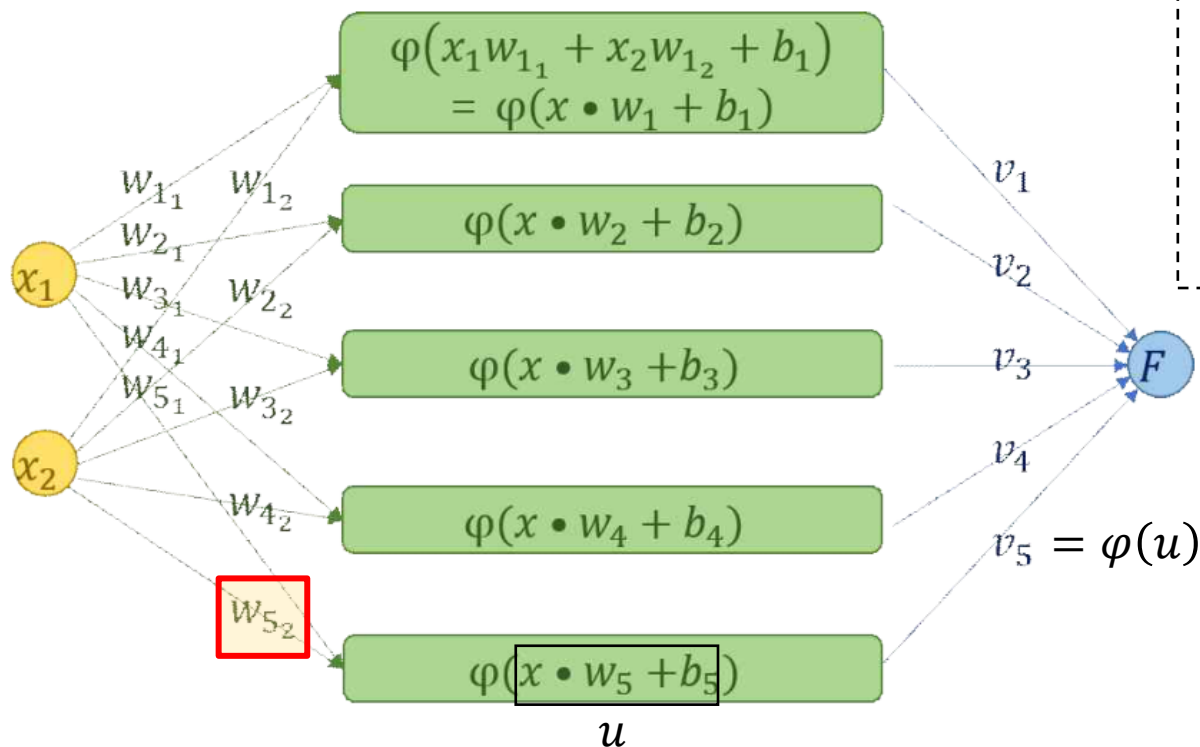 φ(x₁w₁₁ + x₂w₁₂ + b₁)
= φ(x • w₁ + b₁)
w₁₁
w₁₂
v₁
w₂₁
φ(x • w₂ + b₂)
x₁
w₃₁
w₂₂
v₂
w₄₁
w₅₁
φ(x • w₃ +b₃)
v₃
F
w₃₂
x₂
v₄
w₄₂
φ(x • w₄ + b₄)
v₅ = φ(u)
w₅₂
φ(x • w₅ +b₅)
u